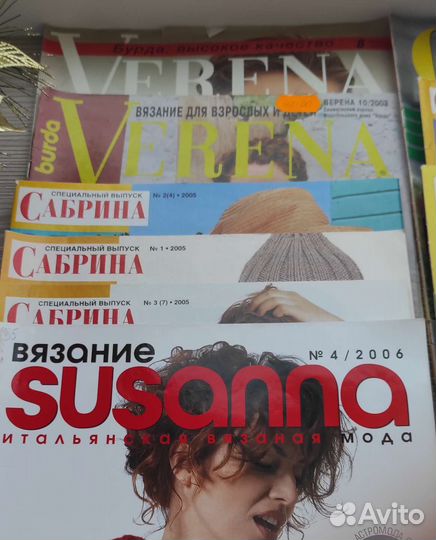 VERENA
Бурда, высокое качество 8
burda
ВЯЗАНИЕ ДЛЯ ВЗРОСЛЫХ И ДЕТЕЙ
ВЕРЕНА 10/2003
VERENA
СПЕЦИАЛЬНЫЙ ВЫПУСК
№ 2(4) • 2005
САБРИНА
СПЕЦИАЛЬНЫЙ ВЫПУСК
№ 1 • 2005
САБРИНА
СПЕЦИАЛЬНЫЙ ВЫПУСК
№ 3 (7) • 2005
САБРИНА
ВЯЗАНИЕ
№ 4/2006
susanna
итальянская вязаная мода
Avito